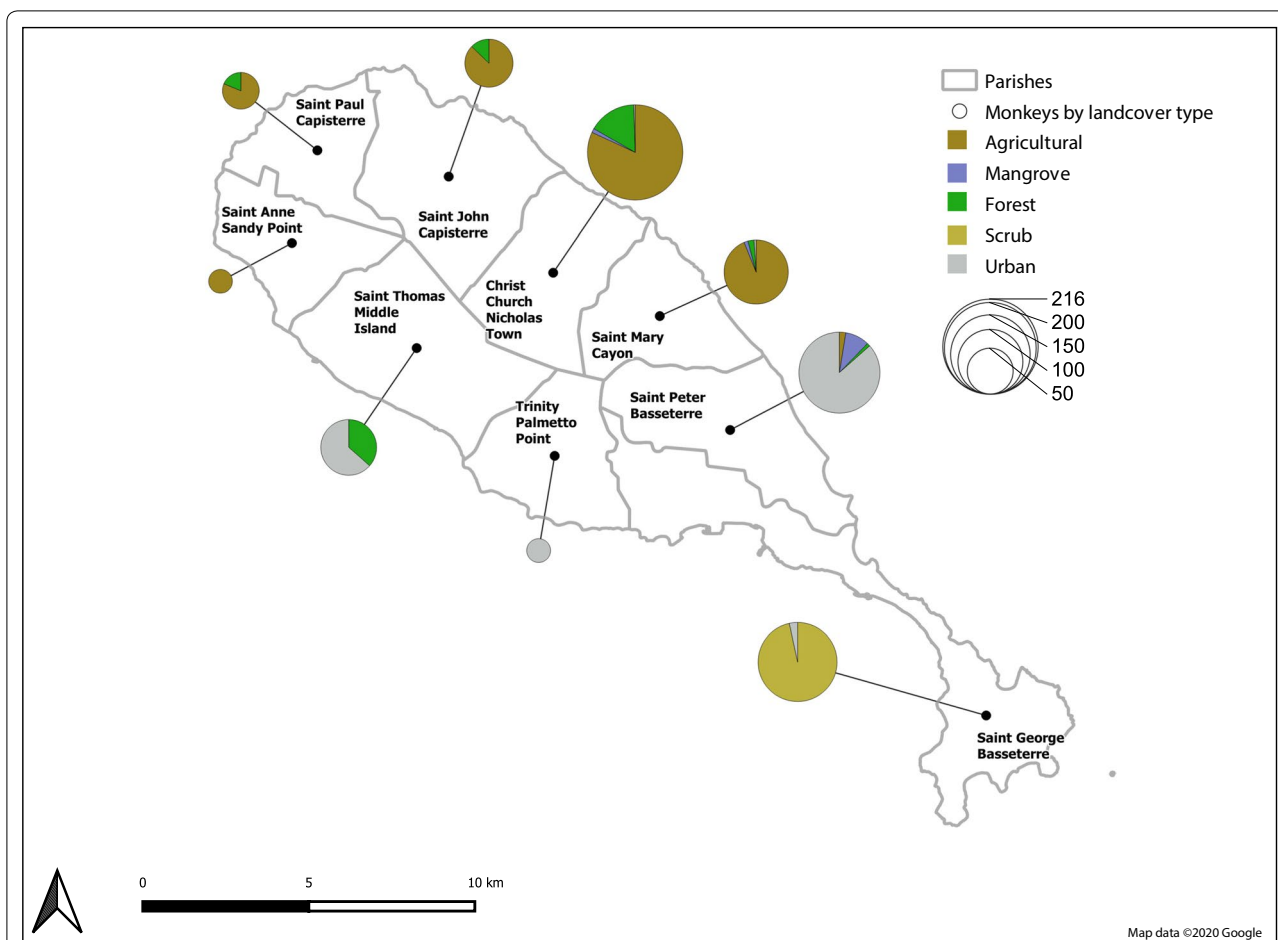 Saint Paul
Capisterre
Saint John
Capisterre
Saint Anne
Sandy Point
Saint Thomas
Middle
Island
Christ
Church
Nicholas
Town
Saint Mary
Cayon
Trinity
Palmetto
Point
Saint Peter
Basseterre
Saint George
Basseterre
Parishes
Monkeys by landcover type
Agricultural
Mangrove
Forest
Scrub
Urban
216
200
150
100
50
0 5 10 km
Map data ©2020 Google